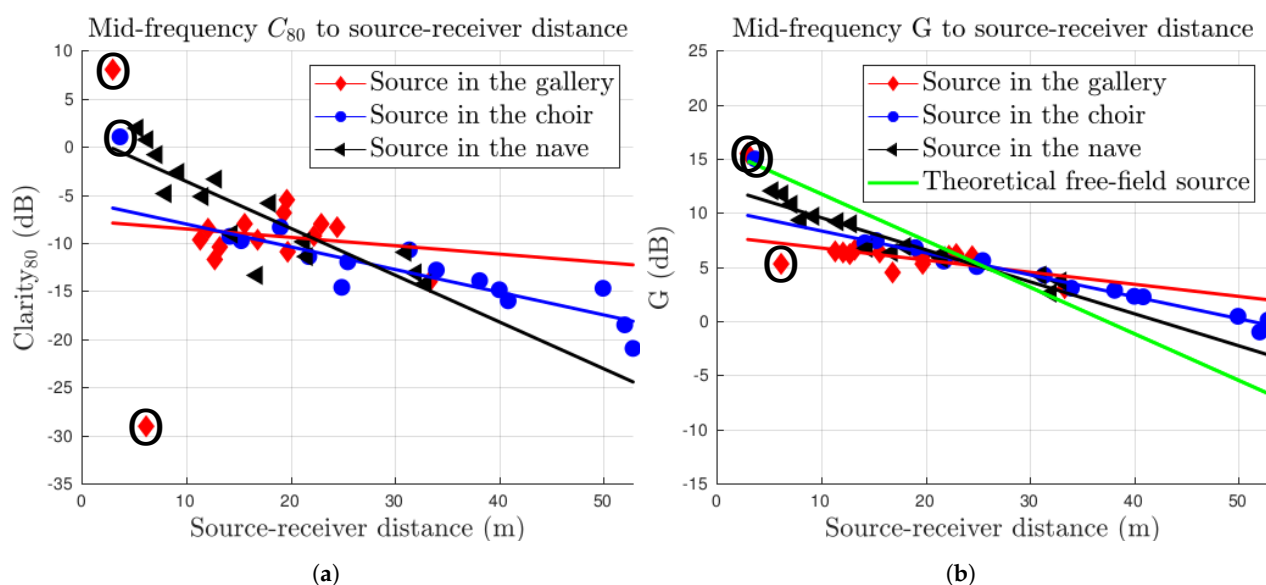 Mid-frequency C80 to source-receiver distance
Clarity80 (dB)
10
5
0
-5
-10
-15
-20
-25
-30
-35
Source in the gallery
Source in the choir
Source in the nave
0 10 20 30 40 50
Source-receiver distance (m)
(a)
Mid-frequency G to source-receiver distance
G (dB)
25
20
15
10
5
0
-5
-10
-15
Source in the gallery
Source in the choir
Source in the nave
Theoretical free-field source
0 10 20 30 40 50
Source-receiver distance (m)
(b)